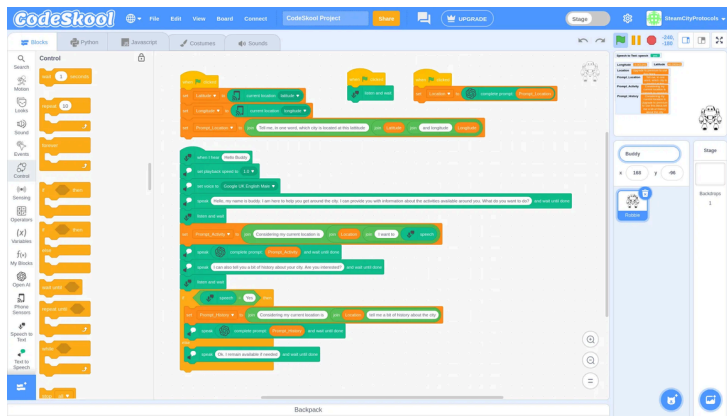 CodeSkool
File Edit View Board Connect CodeSkool Project Share UPGRADE Stage SteamCityProtocols
Blocks Python Javascript Costumes Sounds
-240, -180
Search
Motion
Looks
Sound
Events
Control
Sensing
Operators
Variables
My Blocks
Open AI
Phone Sensors
Speech to Text
Text to Speech
Control
wait 1 seconds
repeat 10
forever
if then
if then
else
wait until
repeat until
while
set Latitude to current location latitude
set Longitude to current location longitude
set Prompt_Location to join Tell me, in one word, which city is located at this latitude join Latitude join and longitude Longitude
listen and wait
set Location to complete prompt Prompt_Location
when I hear Hello Buddy
set playback speed to 1.0
set voice to Google UK English Male
speak Hello, my name is buddy. I am here to help you get around the city. I can provide you with information about the activities available around you. What do you want to do? and wait until done
listen and wait
set Prompt_Activity to join Considering my current location is join Location join I want to speech
speak complete prompt Prompt_Activity and wait until done
speak I can also tell you a bit of history about your city. Are you interested? and wait until done
listen and wait
if speech = Yes then
set Prompt_History to join Considering my current location is join Location tell me a bit of history about the city
speak complete prompt Prompt_History and wait until done
else
speak Ok, I remain available if needed and wait until done
Longitude Latitude
Location
Prompt_Location
Prompt_Activity
Prompt_History
Buddy
x 186 y -96
Robbie
Stage
Backdrops
1
Backpack